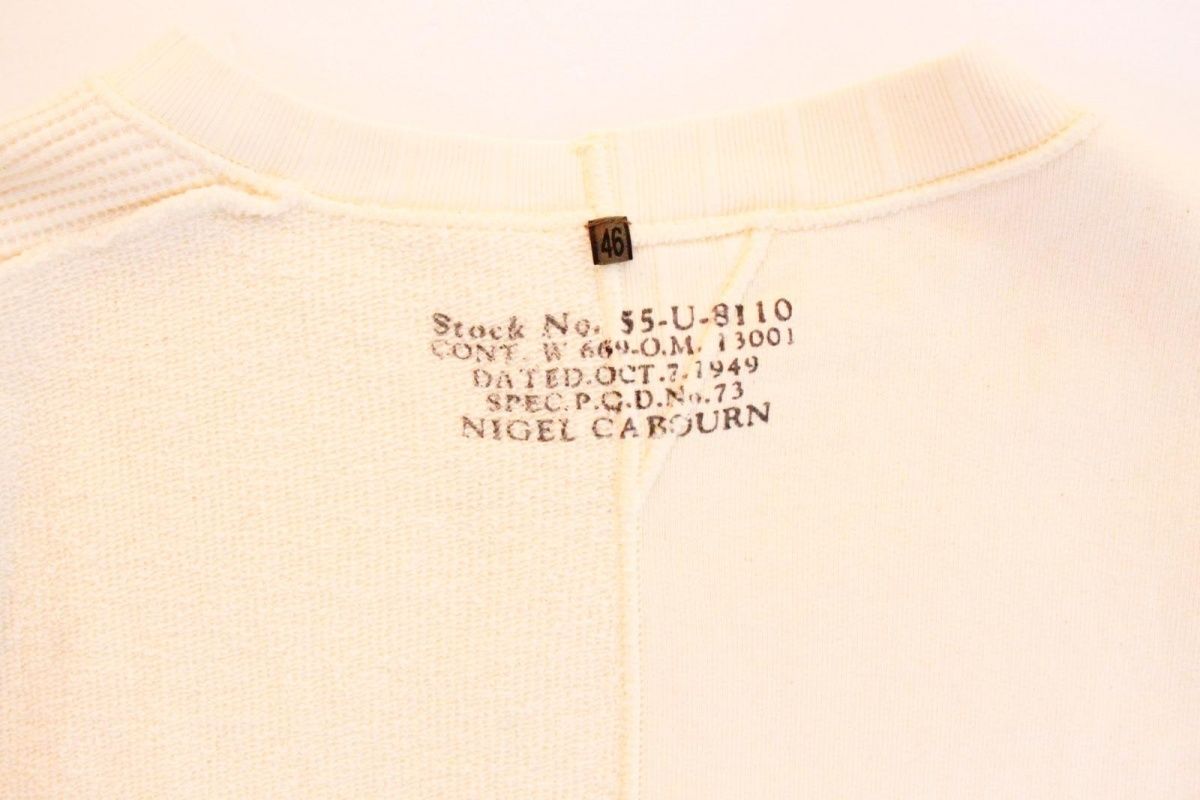 46
Stock No. 55-U-8110
CONT. W 669-O.M. 13001
DATED.OCT.7.1949
SPEC.P.Q.D.No.73
NIGEL CABOURN